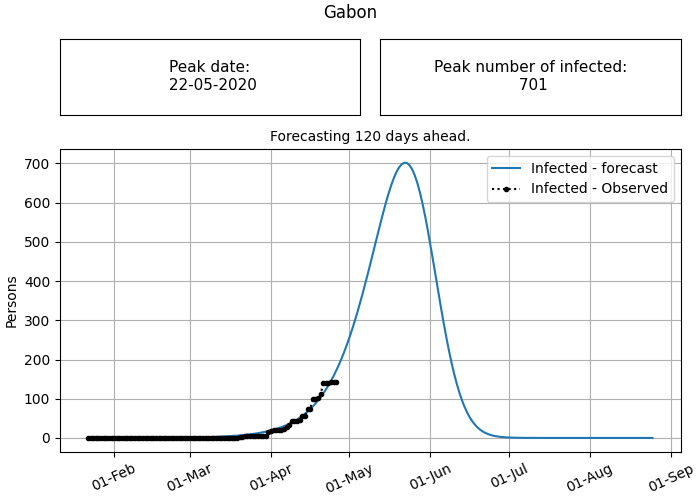 Gabon
Peak date:
22-05-2020
Peak number of infected:
701
Forecasting 120 days ahead.
Infected - forecast
Infected - Observed
Persons
700
600
500
400
300
200
100
0
01-Feb
01-Mar
01-Apr
01-May
01-Jun
01-Jul
01-Aug
01-Sep